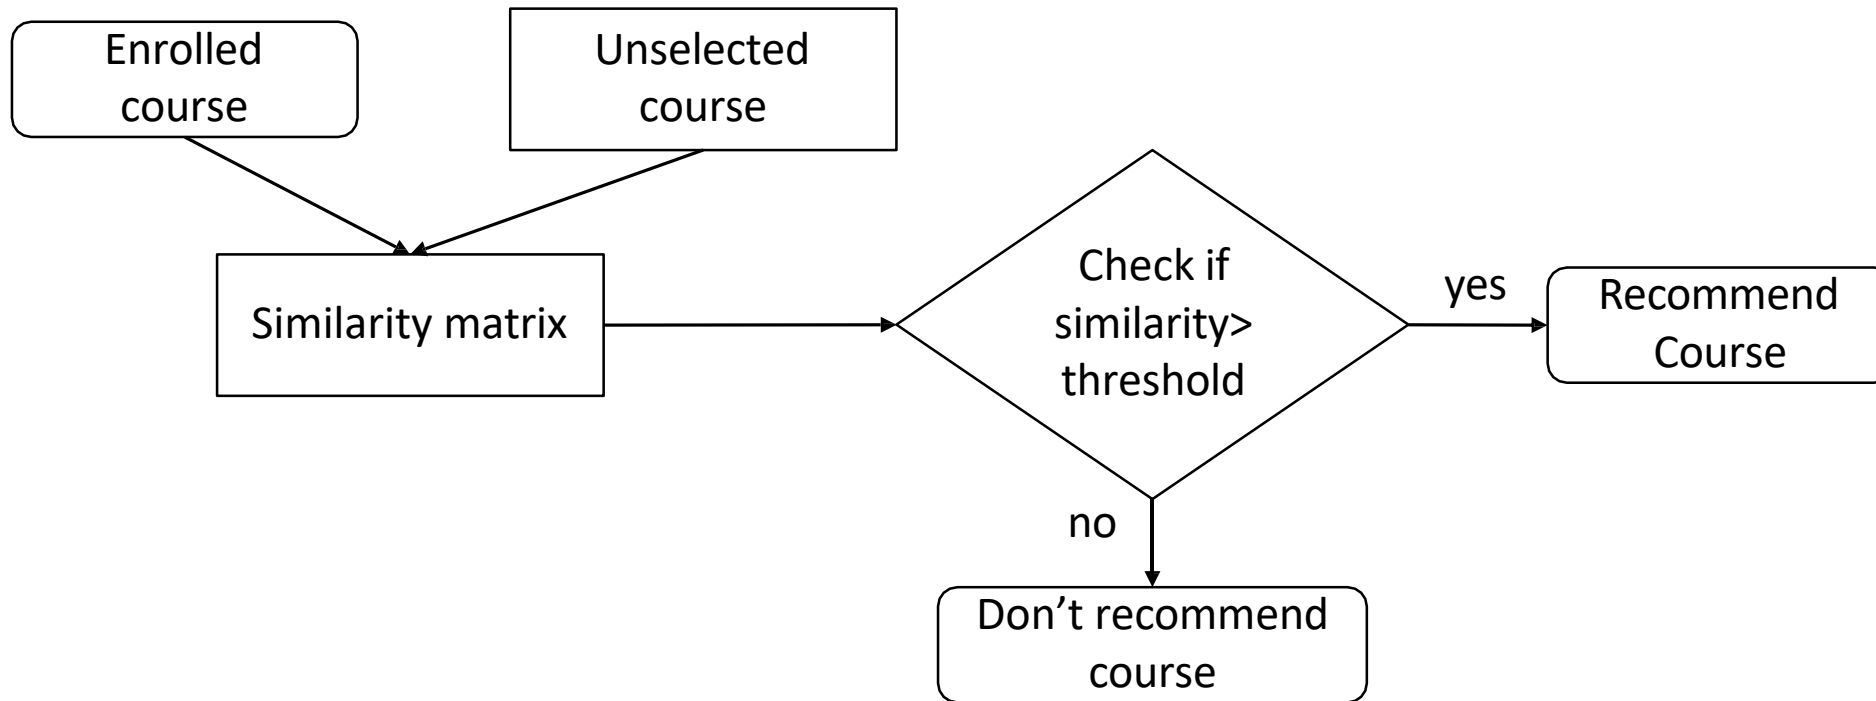 Enrolled
course
Unselected
course
Similarity matrix
Check if
similarity>
threshold
yes
Recommend
Course
no
Don’t recommend
course